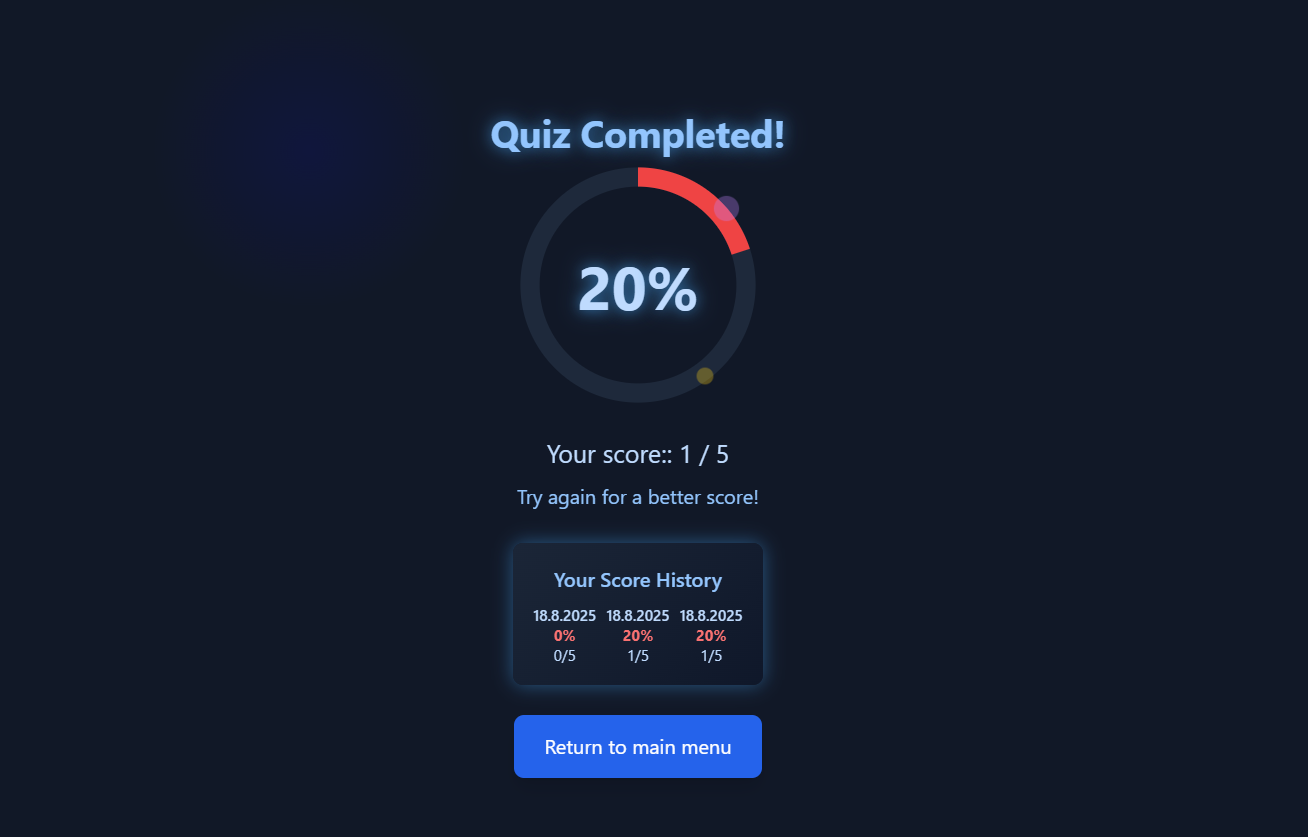 Quiz Completed!
20%
Your score:: 1 / 5
Try again for a better score!
Your Score History
18.8.2025 18.8.2025 18.8.2025
0% 20% 20%
0/5 1/5 1/5
Return to main menu